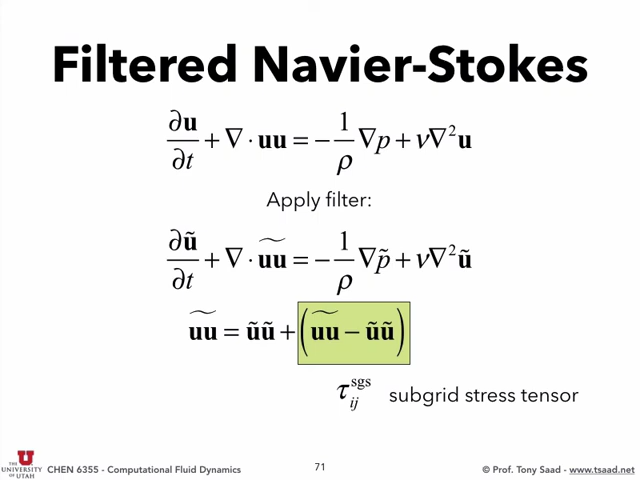 Filtered Navier-Stokes
∂𝐮/∂t + ∇ · 𝐮𝐮 = −(1/ρ)∇p + ν∇²𝐮
Apply filter:
∂𝐮̃/∂t + ∇ · 𝐮𝐮͂ = −(1/ρ)∇p̃ + ν∇²𝐮̃
𝐮𝐮͂ = 𝐮̃𝐮̃ + (𝐮𝐮͂ − 𝐮̃𝐮̃)
τᵢⱼ^sgs subgrid stress tensor
THE UNIVERSITY OF UTAH CHEN 6355 - Computational Fluid Dynamics 71 © Prof. Tony Saad - www.tsaad.net